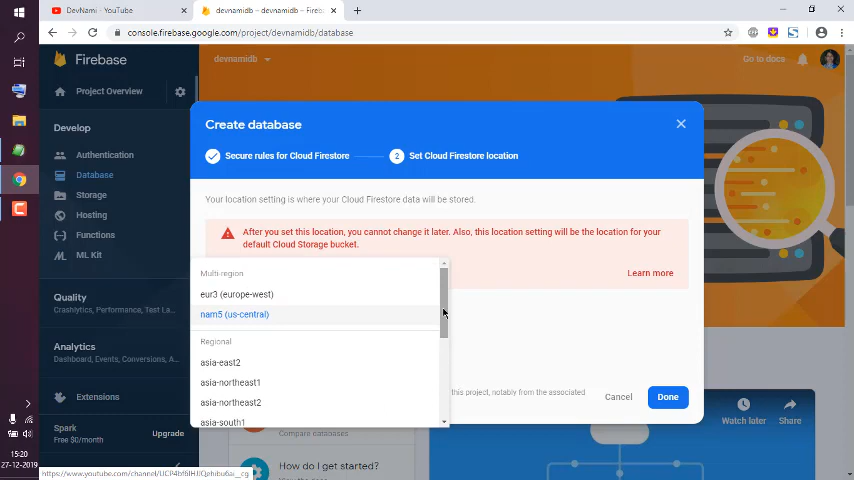 DevNami - YouTube
devnamidb – devnamidb – Fireba
console.firebase.google.com/project/devnamidb/database
Firebase
devnamidb
Go to docs
Project Overview
Create database
Develop
Secure rules for Cloud Firestore
2
Set Cloud Firestore location
Authentication
Database
Storage
Hosting
Functions
ML Kit
Your location setting is where your Cloud Firestore data will be stored.
After you set this location, you cannot change it later. Also, this location setting will be the location for your
default Cloud Storage bucket.
Learn more
Multi-region
eur3 (europe-west)
nam5 (us-central)
Regional
asia-east2
asia-northeast1
asia-northeast2
asia-south1
Quality
Crashlytics, Performance, Test La...
Analytics
Dashboard, Events, Conversions, A...
Extensions
this project, notably from the associated
Cancel
Done
Spark
Free $0/month
Upgrade
Compare databases
How do I get started?
Watch later
Share
15:20
27-12-2019